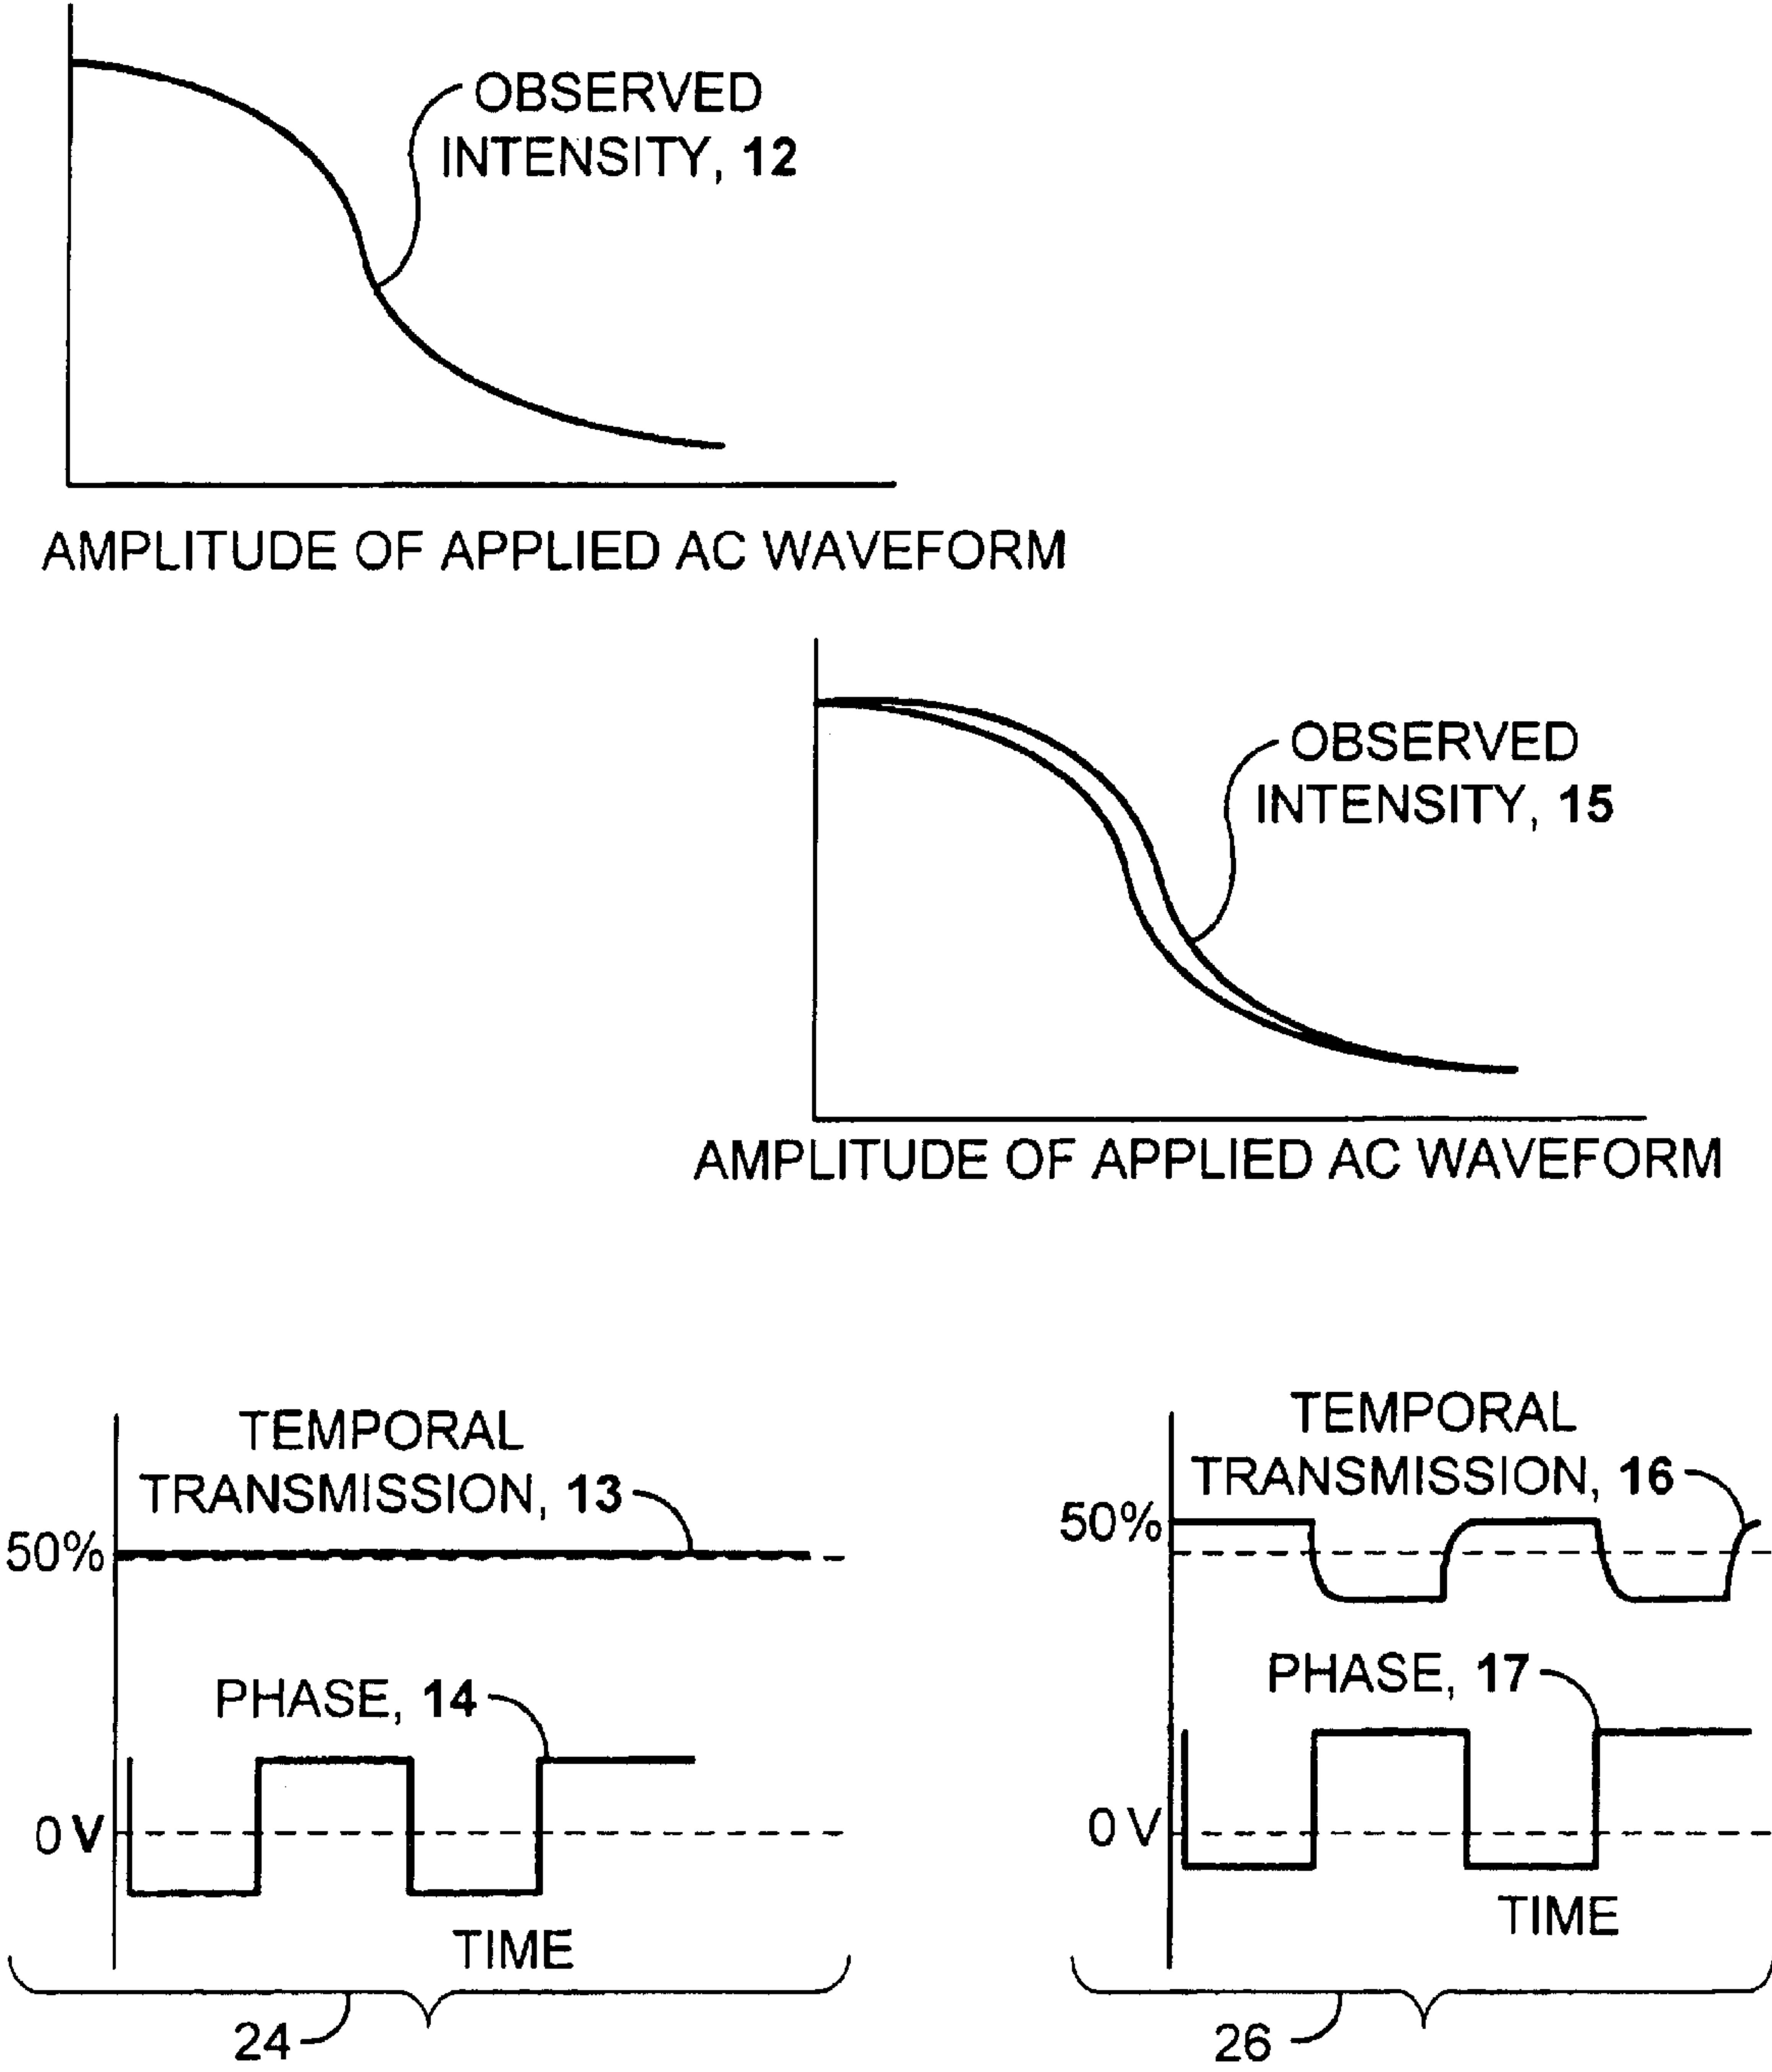 OBSERVED
INTENSITY, 12
AMPLITUDE OF APPLIED AC WAVEFORM
OBSERVED
INTENSITY, 15
AMPLITUDE OF APPLIED AC WAVEFORM
TEMPORAL
TRANSMISSION, 13
50%
PHASE, 14
0 V
TIME
24
TEMPORAL
TRANSMISSION, 16
50%
PHASE, 17
0 V
TIME
26